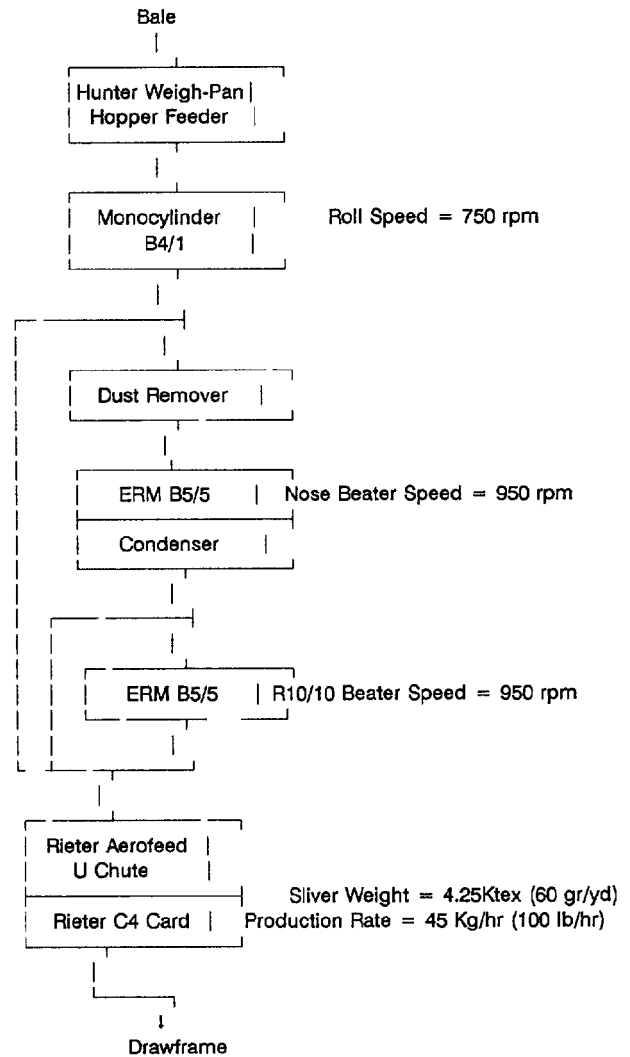 Bale
Hunter Weigh-Pan
Hopper Feeder
Monocylinder
B4/1
Roll Speed = 750 rpm
Dust Remover
ERM B5/5
Nose Beater Speed = 950 rpm
Condenser
ERM B5/5
R10/10 Beater Speed = 950 rpm
Rieter Aerofeed
U Chute
Sliver Weight = 4.25Ktex (60 gr/yd)
Rieter C4 Card
Production Rate = 45 Kg/hr (100 lb/hr)
Drawframe